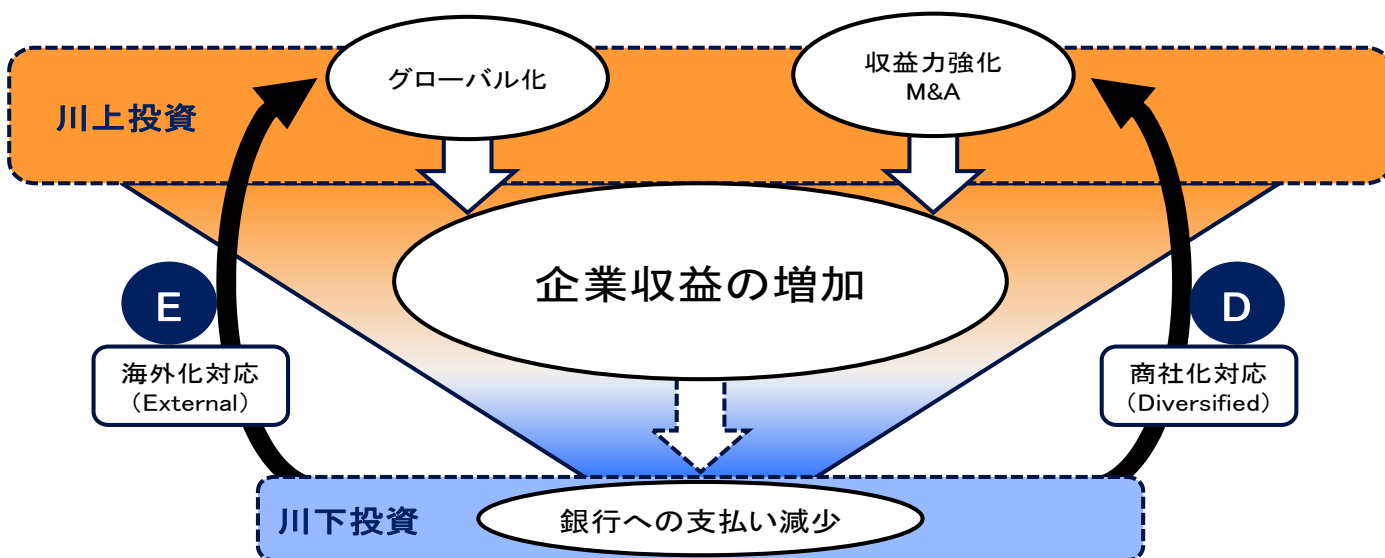 グローバル化
収益力強化
M&A
川上投資
企業収益の増加
E
D
海外化対応
（External）
商社化対応
（Diversified）
川下投資
銀行への支払い減少